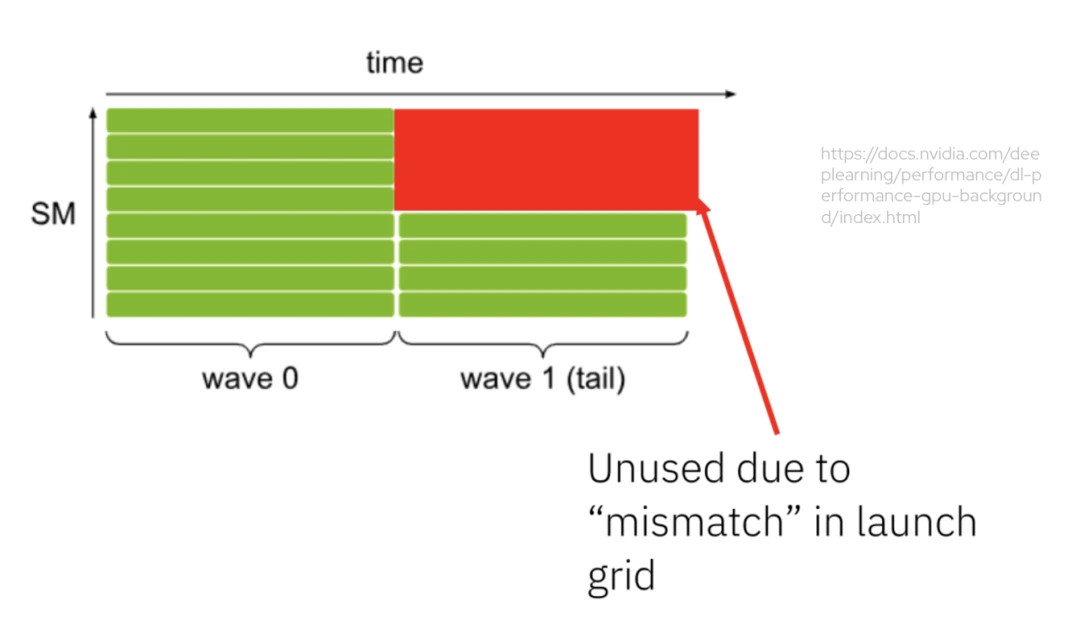 time
SM
https://docs.nvidia.com/dee
plearning/performance/dl-p
erformance-gpu-backgroun
d/index.html
wave 0
wave 1 (tail)
Unused due to
“mismatch” in launch
grid